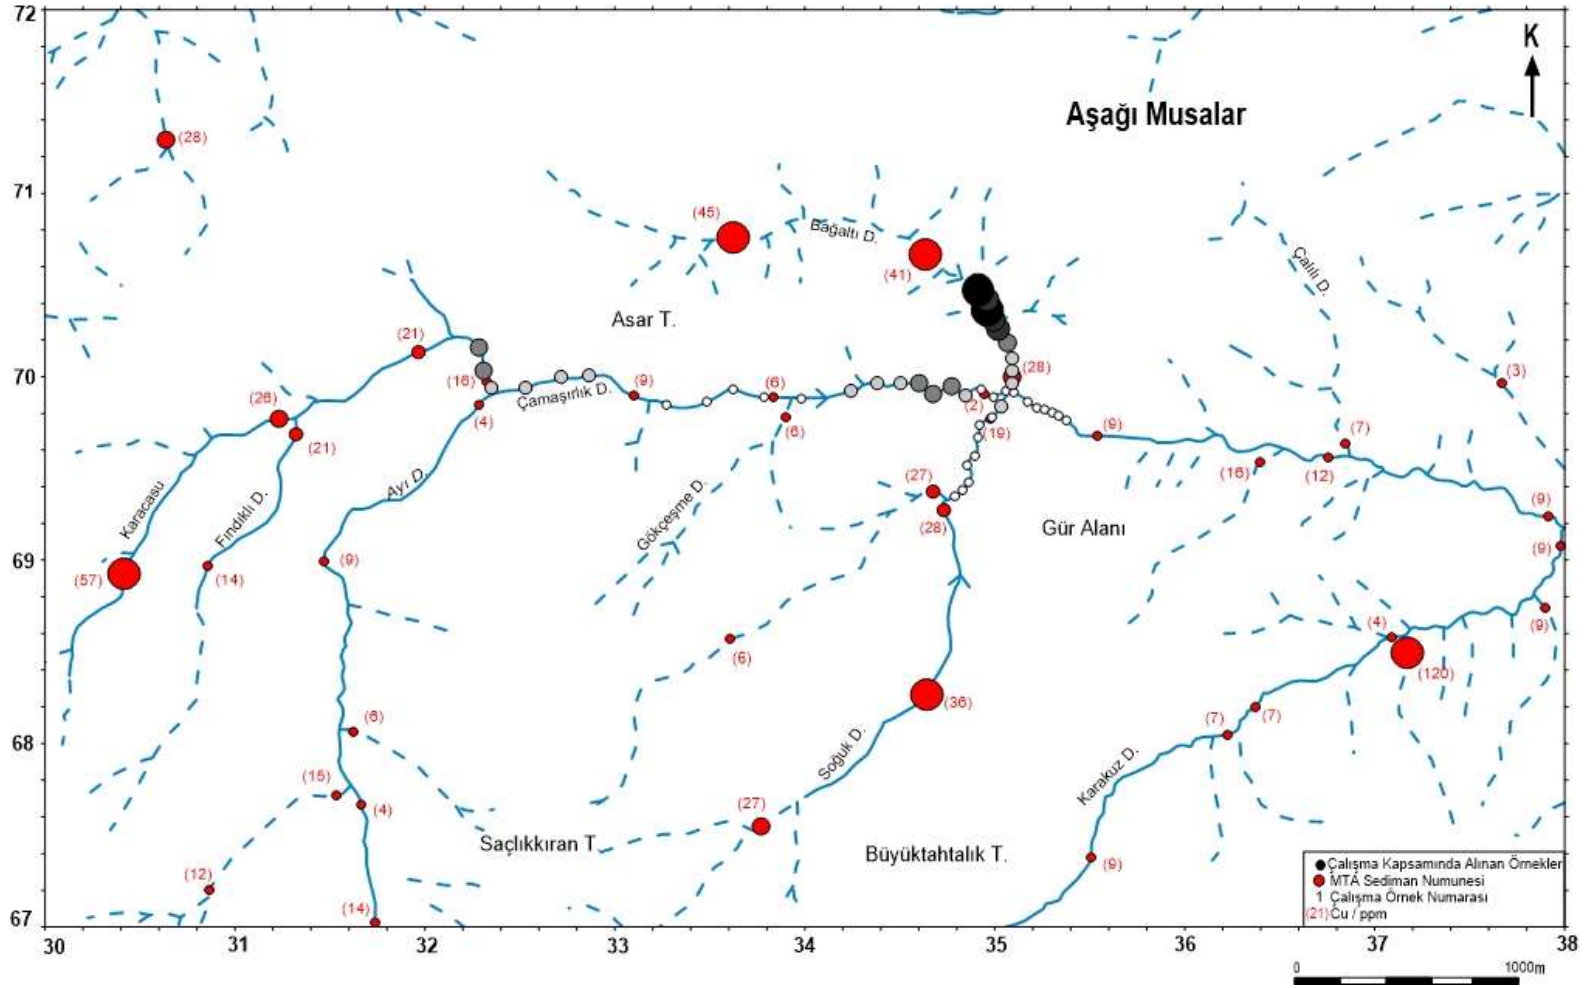 72
K
Aşağı Musalar
(28)
71
(45)
Bağaltı D.
(41)
Çalılı D.
Asar T.
(21)
70
(16)
(28)
(3)
Çamaşırlık D.
(9)
(6)
(2)
(26)
(4)
(6)
(19)
(9)
(7)
(21)
(16)
(12)
Ayı D.
(27)
Karacasu
Fındıklı D.
Gökçeşme D.
(28)
Gür Alanı
(9)
69
(57)
(14)
(9)
(9)
(6)
(4)
(9)
(120)
(36)
(7)
(7)
68
(6)
Soğuk D.
Karakuz D.
(15)
(4)
(27)
Saçlıkkıran T.
Büyüktahtalık T.
(9)
(12)
(14)
67
Çalışma Kapsamında Alınan Örnekler
MTA Sediman Numunesi
1 Çalışma Örnek Numarası
(21) Cu / ppm
30 31 32 33 34 35 36 37 38
0 1000m